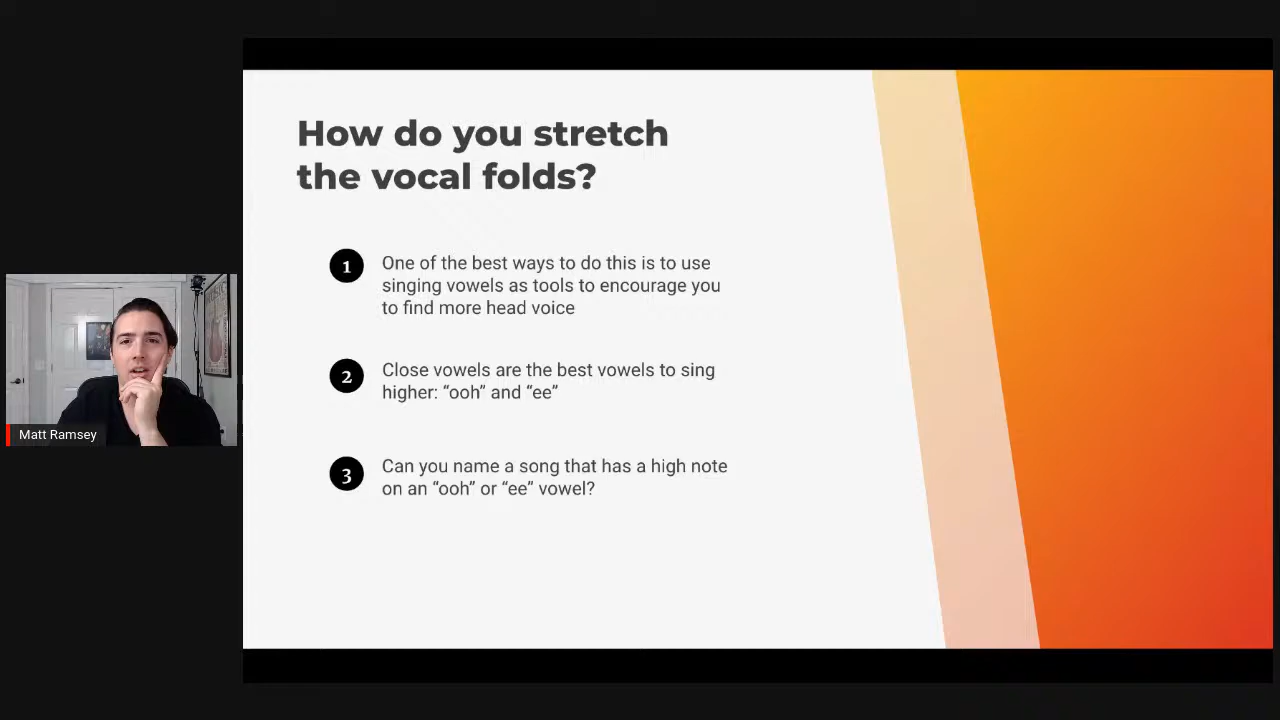 How do you stretch
the vocal folds?
1
One of the best ways to do this is to use
singing vowels as tools to encourage you
to find more head voice
2
Close vowels are the best vowels to sing
higher: “ooh” and “ee”
3
Can you name a song that has a high note
on an “ooh” or “ee” vowel?
Matt Ramsey